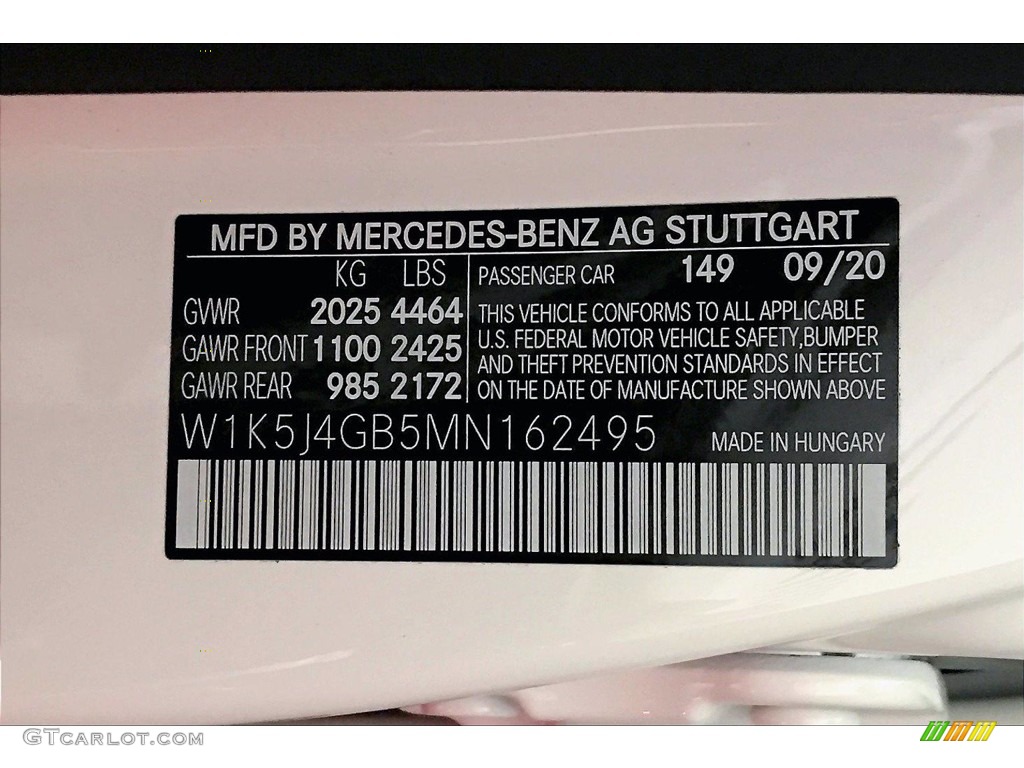 MFD BY MERCEDES-BENZ AG STUTTGART
KG LBS
GVWR 2025 4464
GAWR FRONT 1100 2425
GAWR REAR 985 2172
PASSENGER CAR 149 09/20
THIS VEHICLE CONFORMS TO ALL APPLICABLE
U.S. FEDERAL MOTOR VEHICLE SAFETY,BUMPER
AND THEFT PREVENTION STANDARDS IN EFFECT
ON THE DATE OF MANUFACTURE SHOWN ABOVE
W1K5J4GB5MN162495 MADE IN HUNGARY
GTcarlot.com